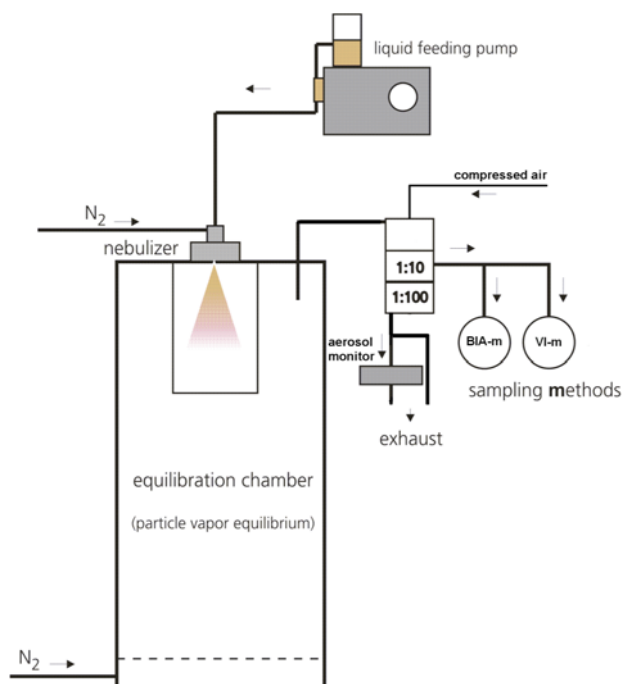 liquid feeding pump
compressed air
N2
nebulizer
1:10
1:100
aerosol
monitor
BIA-m
VI-m
sampling methods
exhaust
equilibration chamber
(particle vapor equilibrium)
N2